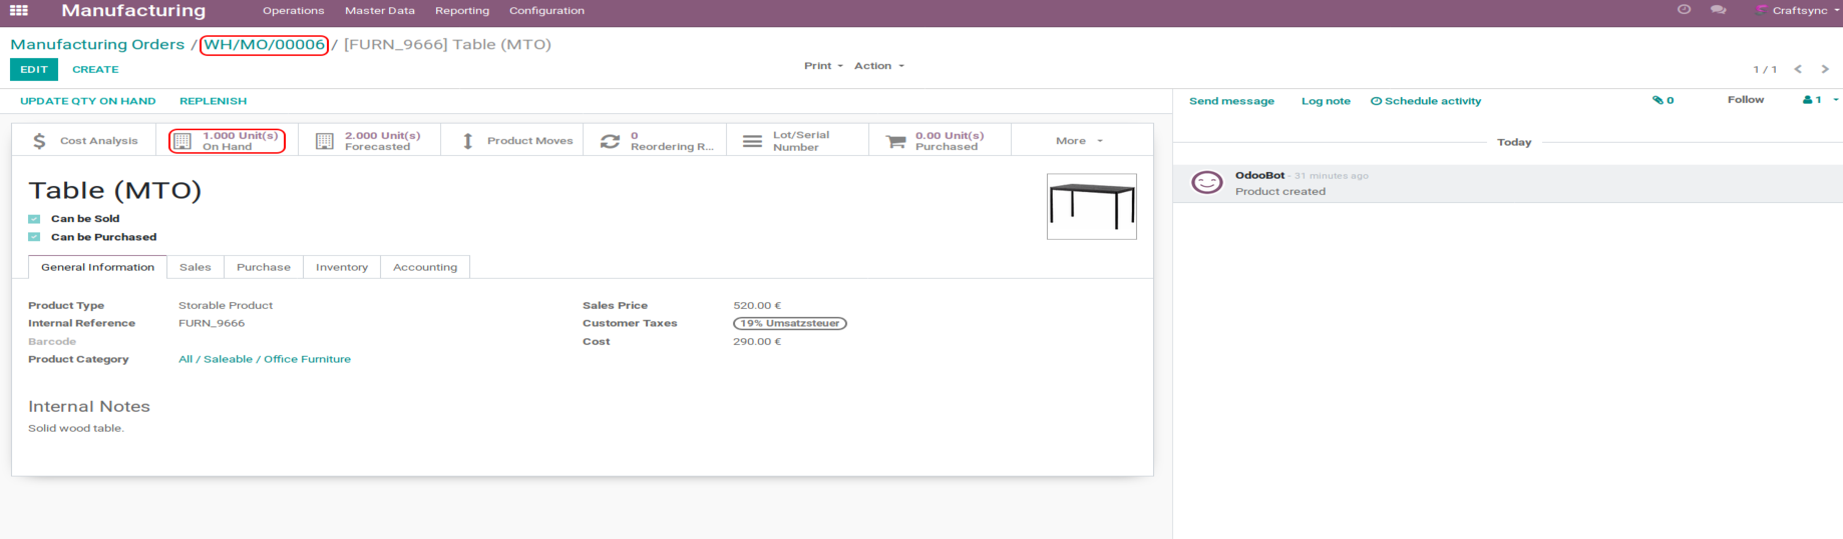 Manufacturing Operations Master Data Reporting Configuration Craftsync
Manufacturing Orders / WH/MO/00006 / [FURN_9666] Table (MTO)
EDIT CREATE Print Action 1 / 1
UPDATE QTY ON HAND REPLENISH Send message Log note Schedule activity 0 Follow 1
Cost Analysis
1.000 Unit(s)
On Hand
2.000 Unit(s)
Forecasted
Product Moves
0
Reordering R...
Lot/Serial
Number
0.00 Unit(s)
Purchased
More
Today
Table (MTO)
Can be Sold
Can be Purchased
OdooBot - 31 minutes ago
Product created
General Information Sales Purchase Inventory Accounting
Product Type Storable Product
Internal Reference FURN_9666
Barcode
Product Category All / Saleable / Office Furniture
Sales Price 520.00 €
Customer Taxes 19% Umsatzsteuer
Cost 290.00 €
Internal Notes
Solid wood table.